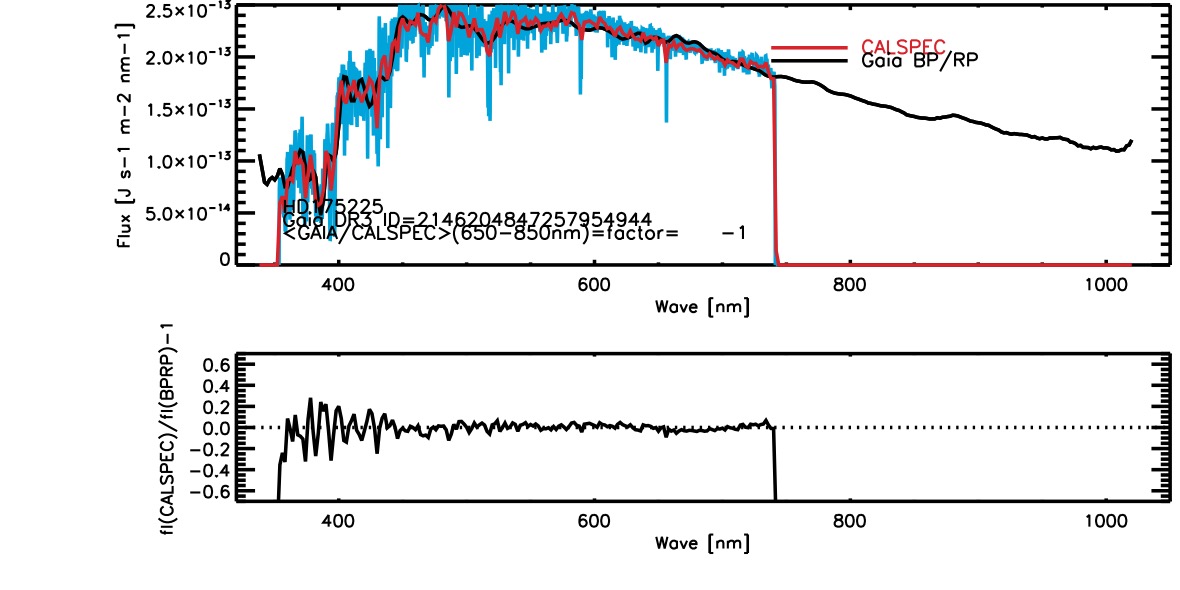 2.5×10−13
2.0×10−13
1.5×10−13
1.0×10−13
5.0×10−14
0
Flux [J s−1 m−2 nm−1]
CALSPEC
Gaia BP/RP
HD175225
Gaia DR3 ID=2146204847257954944
<GAIA/CALSPEC>(650−850nm)=factor= −1
400 600 800 1000
Wave [nm]
fl(CALSPEC)/fl(BPRP)−1
0.6
0.4
0.2
0.0
−0.2
−0.4
−0.6
400 600 800 1000
Wave [nm]